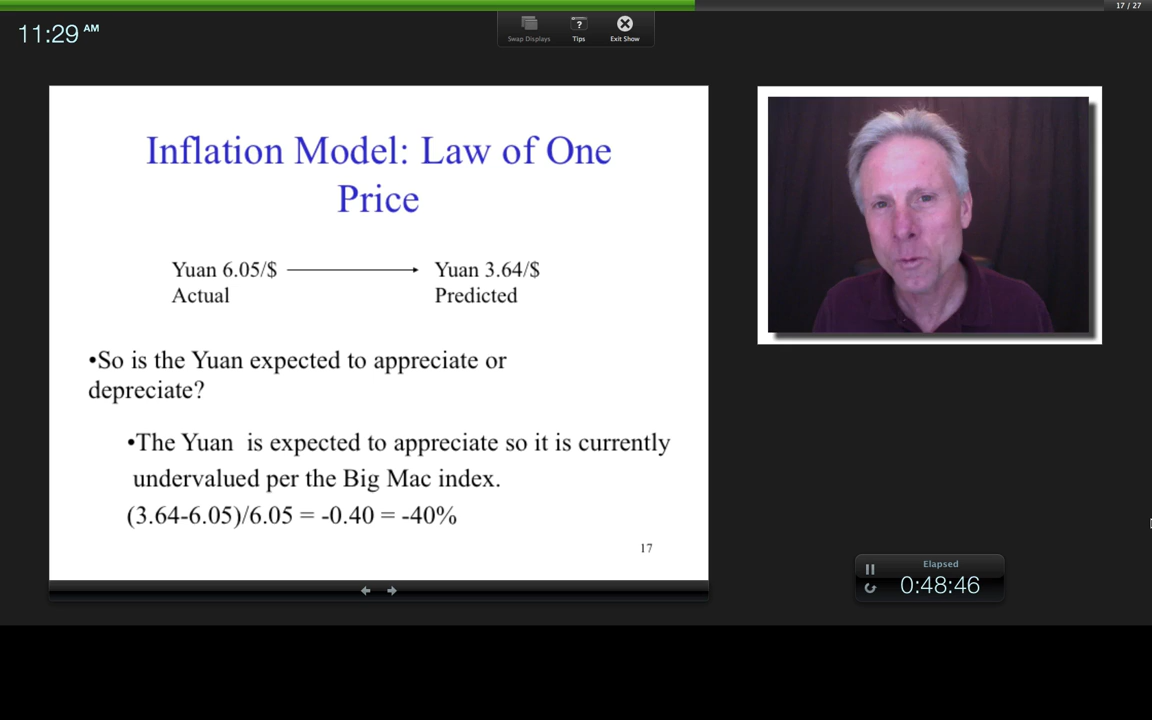 17 / 27
11:29 AM
Swap Displays
? 
Tips
Exit Show
Inflation Model: Law of One
Price
Yuan 6.05/$
Yuan 3.64/$
Actual
Predicted
•So is the Yuan expected to appreciate or
depreciate?
•The Yuan  is expected to appreciate so it is currently
undervalued per the Big Mac index.
(3.64-6.05)/6.05 = -0.40 = -40%
17
Elapsed
0:48:46